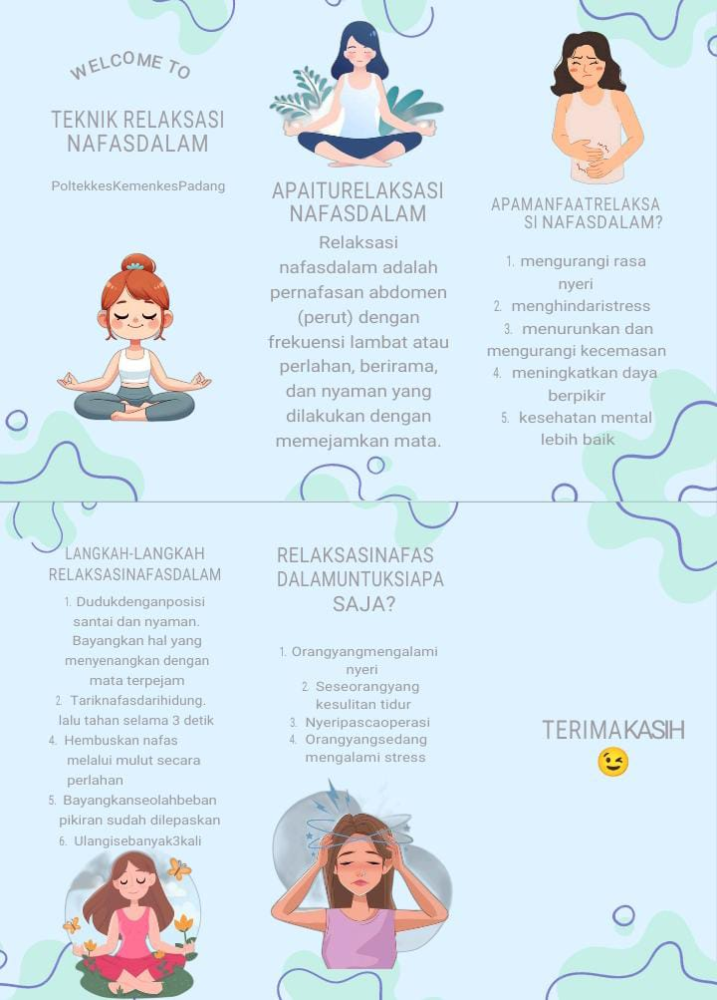 WELCOME TO
TEKNIK RELAKSASI
NAFASDALAM
PoltekkesKemenkesPadang
APAITURELAKSASI
NAFASDALAM
Relaksasi
nafasdalam adalah
pernafasan abdomen
(perut) dengan
frekuensi lambat atau
perlahan, berirama,
dan nyaman yang
dilakukan dengan
memejamkan mata.
APAMANFAATRELAKSA
SI NAFASDALAM?
1. mengurangi rasa
nyeri
2. menghindaristress
3. menurunkan dan
mengurangi kecemasan
4. meningkatkan daya
berpikir
5. kesehatan mental
lebih baik
LANGKAH-LANGKAH
RELAKSASINAFASDALAM
1. Dudukdenganposisi
santai dan nyaman.
Bayangkan hal yang
menyenangkan dengan
mata terpejam
2. Tariknafasdarihidung.
lalu tahan selama 3 detik
4. Hembuskan nafas
melalui mulut secara
perlahan
5. Bayangkanseolahbeban
pikiran sudah dilepaskan
6. Ulangisebanyak3kali
RELAKSASINAFAS
DALAMUNTUKSIAPA
SAJA?
1. Orangyangmengalami
nyeri
2. Seseorangyang
kesulitan tidur
3. Nyeripascaoperasi
4. Orangyangsedang
mengalami stress
TERIMAKASIH